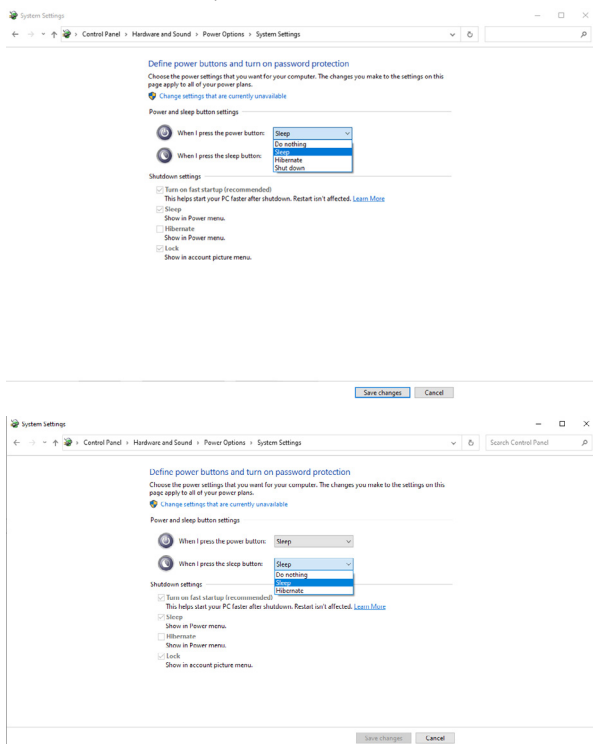 System Settings
Control Panel › Hardware and Sound › Power Options › System Settings
Define power buttons and turn on password protection
Choose the power settings that you want for your computer. The changes you make to the settings on this
page apply to all of your power plans.
Change settings that are currently unavailable
Power and sleep button settings
When I press the power button: Sleep
Do nothing
Sleep
Hibernate
Shut down
When I press the sleep button:
Shutdown settings
Turn on fast startup (recommended)
This helps start your PC faster after shutdown. Restart isn't affected. Learn More
Sleep
Show in Power menu.
Hibernate
Show in Power menu.
Lock
Show in account picture menu.
Save changes Cancel
System Settings
Control Panel › Hardware and Sound › Power Options › System Settings Search Control Panel
Define power buttons and turn on password protection
Choose the power settings that you want for your computer. The changes you make to the settings on this
page apply to all of your power plans.
Change settings that are currently unavailable
Power and sleep button settings
When I press the power button: Sleep
When I press the sleep button: Sleep
Do nothing
Sleep
Hibernate
Shutdown settings
Turn on fast startup (recommended)
This helps start your PC faster after shutdown. Restart isn't affected. Learn More
Sleep
Show in Power menu.
Hibernate
Show in Power menu.
Lock
Show in account picture menu.
Save changes Cancel